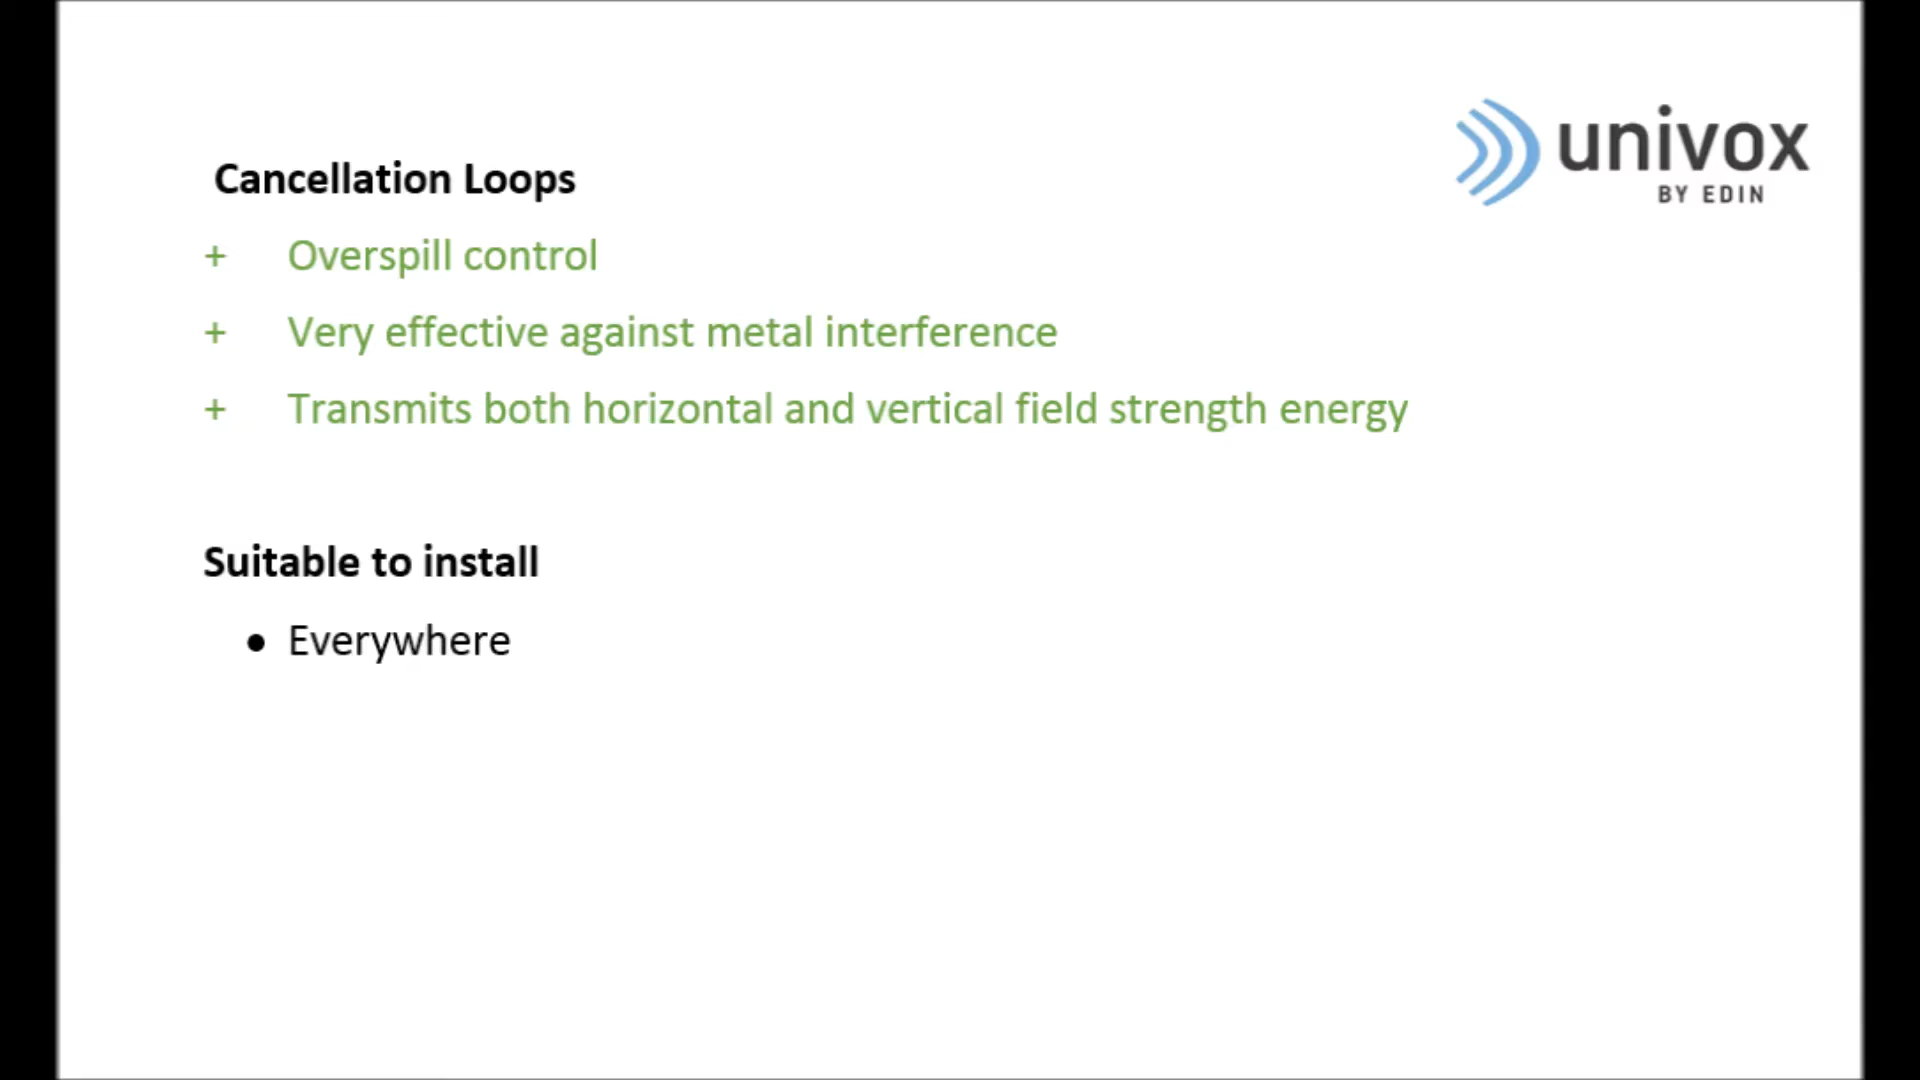 univox
BY EDIN
Cancellation Loops
+ Overspill control
+ Very effective against metal interference
+ Transmits both horizontal and vertical field strength energy
Suitable to install
● Everywhere